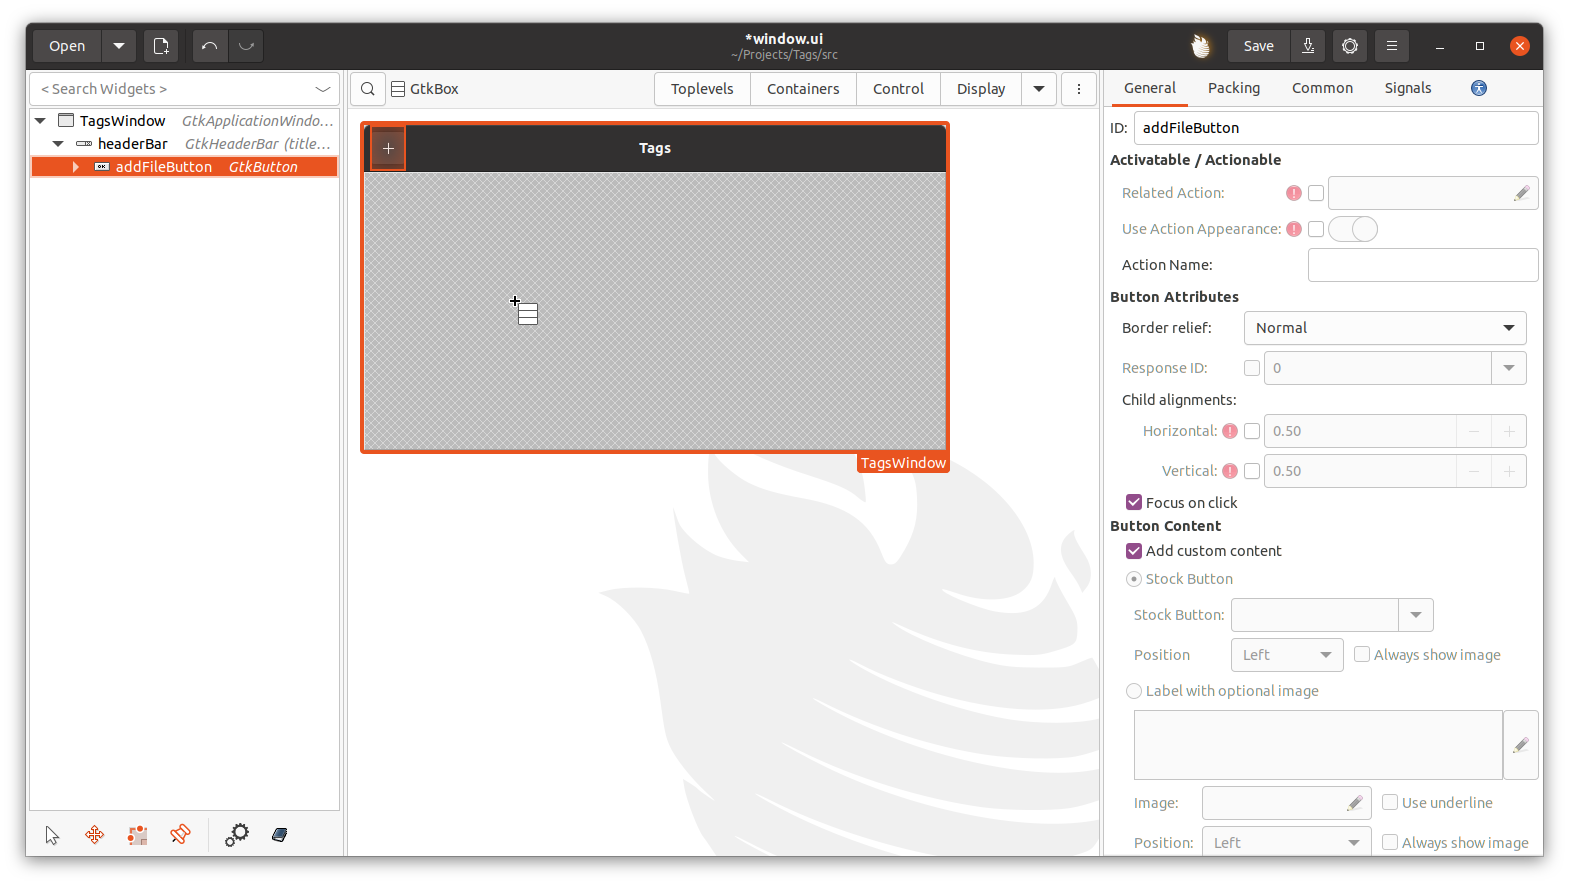 Open
*window.ui
~/Projects/Tags/src
Save
< Search Widgets >
GtkBox
Toplevels
Containers
Control
Display
General
Packing
Common
Signals
TagsWindow GtkApplicationWindo...
headerBar GtkHeaderBar (title...
OK addFileButton GtkButton
+ Tags
TagsWindow
ID: addFileButton
Activatable / Actionable
Related Action:
Use Action Appearance:
Action Name:
Button Attributes
Border relief: Normal
Response ID: 0
Child alignments:
Horizontal: 0.50 − +
Vertical: 0.50 − +
Focus on click
Button Content
Add custom content
Stock Button
Stock Button:
Position Left Always show image
Label with optional image
Image: Use underline
Position: Left Always show image